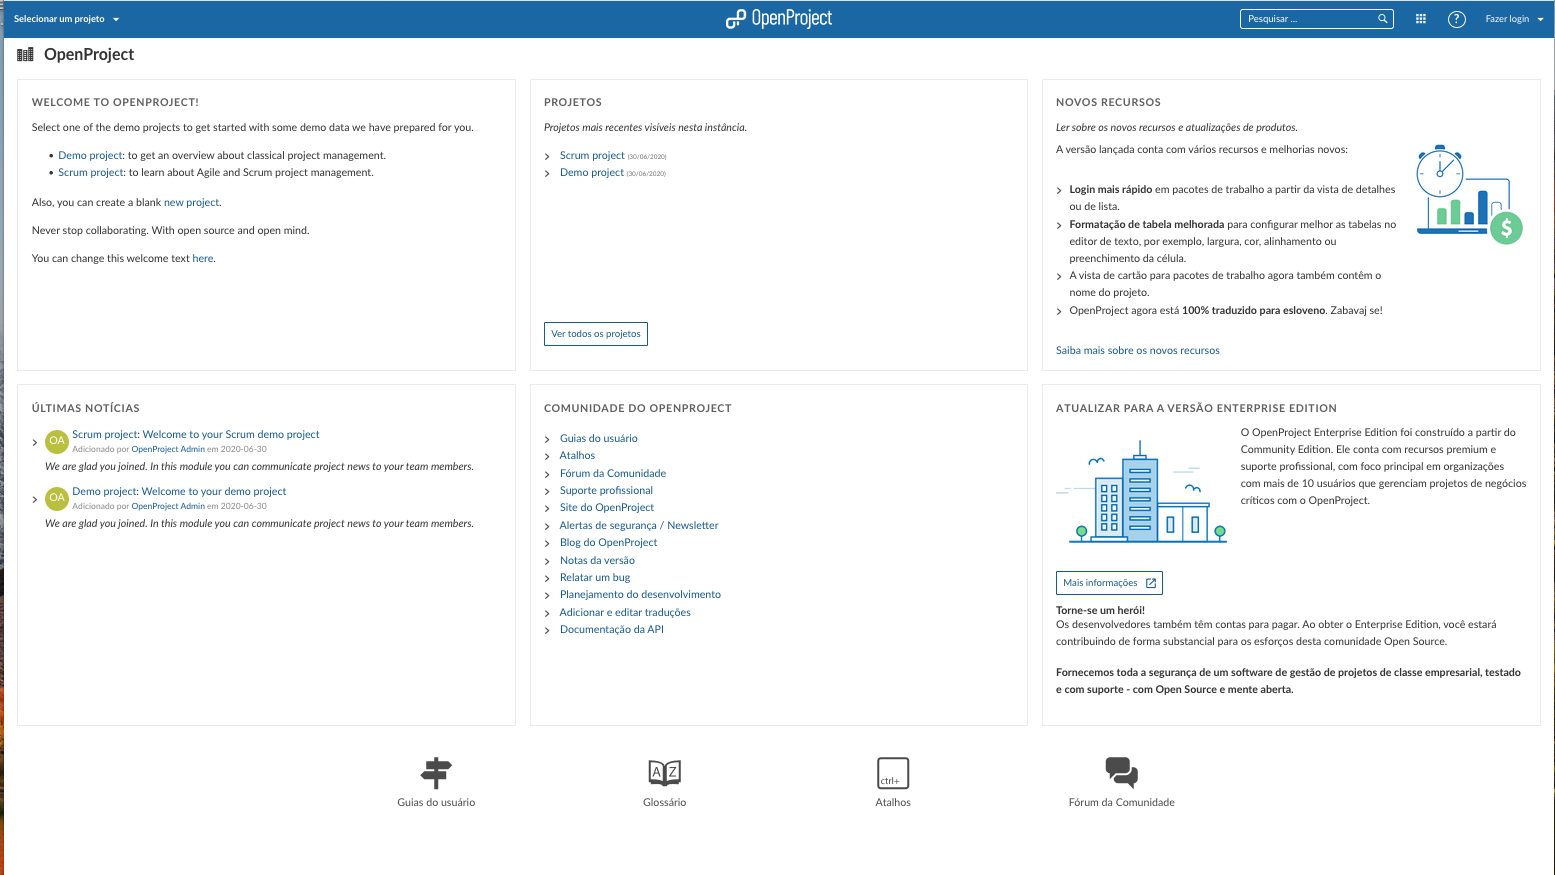 Selecionar um projeto
OpenProject
Pesquisar ...
?
Fazer login
OpenProject
WELCOME TO OPENPROJECT!
Select one of the demo projects to get started with some demo data we have prepared for you.
• Demo project: to get an overview about classical project management.
• Scrum project: to learn about Agile and Scrum project management.
Also, you can create a blank new project.
Never stop collaborating. With open source and open mind.
You can change this welcome text here.
PROJETOS
Projetos mais recentes visíveis nesta instância.
Scrum project (30/06/2020)
Demo project (30/06/2020)
Ver todos os projetos
NOVOS RECURSOS
Ler sobre os novos recursos e atualizações de produtos.
A versão lançada conta com vários recursos e melhorias novos:
Login mais rápido em pacotes de trabalho a partir da vista de detalhes
ou de lista.
Formatação de tabela melhorada para configurar melhor as tabelas no
editor de texto, por exemplo, largura, cor, alinhamento ou
preenchimento da célula.
A vista de cartão para pacotes de trabalho agora também contêm o
nome do projeto.
OpenProject agora está 100% traduzido para esloveno. Zabavaj se!
$
Saiba mais sobre os novos recursos
ÚLTIMAS NOTÍCIAS
OA
Scrum project: Welcome to your Scrum demo project
Adicionado por OpenProject Admin em 2020-06-30
We are glad you joined. In this module you can communicate project news to your team members.
OA
Demo project: Welcome to your demo project
Adicionado por OpenProject Admin em 2020-06-30
We are glad you joined. In this module you can communicate project news to your team members.
COMUNIDADE DO OPENPROJECT
Guias do usuário
Atalhos
Fórum da Comunidade
Suporte profissional
Site do OpenProject
Alertas de segurança / Newsletter
Blog do OpenProject
Notas da versão
Relatar um bug
Planejamento do desenvolvimento
Adicionar e editar traduções
Documentação da API
ATUALIZAR PARA A VERSÃO ENTERPRISE EDITION
O OpenProject Enterprise Edition foi construído a partir do
Community Edition. Ele conta com recursos premium e
suporte profissional, com foco principal em organizações
com mais de 10 usuários que gerenciam projetos de negócios
críticos com o OpenProject.
Mais informações
Torne-se um herói!
Os desenvolvedores também têm contas para pagar. Ao obter o Enterprise Edition, você estará
contribuindo de forma substancial para os esforços desta comunidade Open Source.
Fornecemos toda a segurança de um software de gestão de projetos de classe empresarial, testado
e com suporte - com Open Source e mente aberta.
A Z
ctrl+
Guias do usuário
Glossário
Atalhos
Fórum da Comunidade